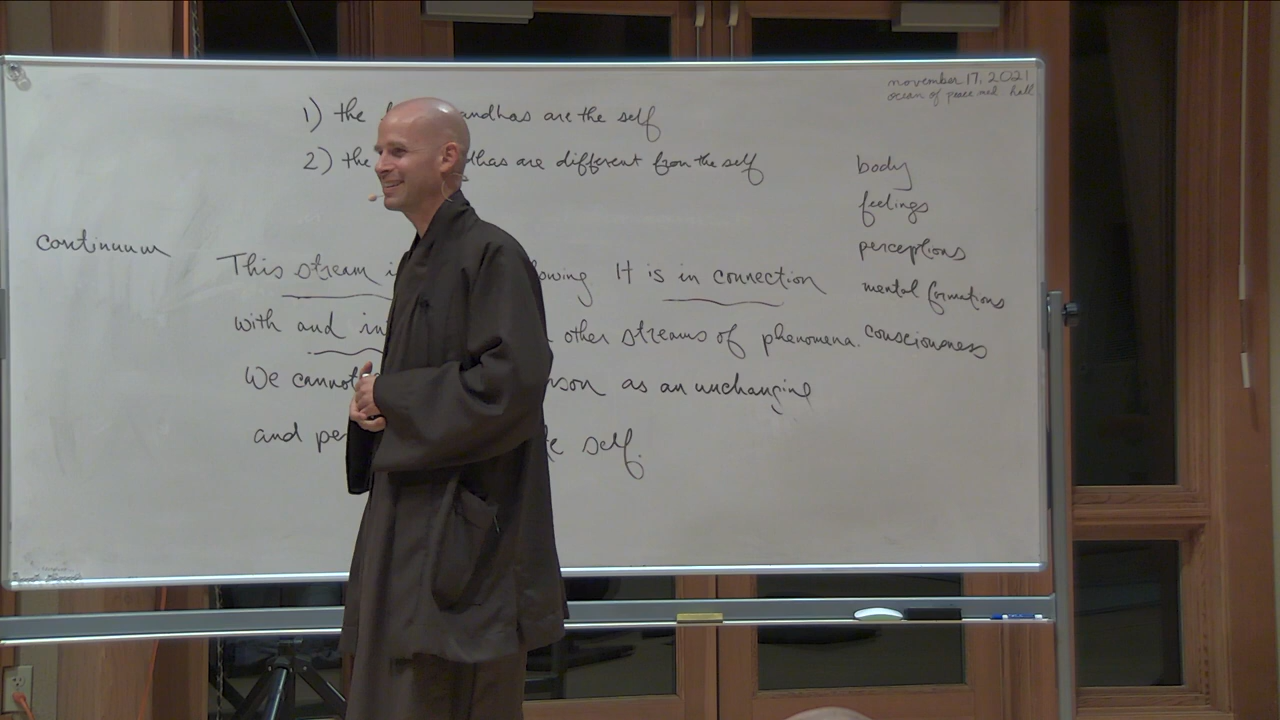 november 17, 2021
ocean of peace med. hall
1) the andhas are the self
2) the dhas are different from the self
body
feelings
perceptions
mental formations
consciousness
continuum
This stream is owing It is in connection
with and in other streams of phenomena.
We cannot son as an unchanging
and pe self.